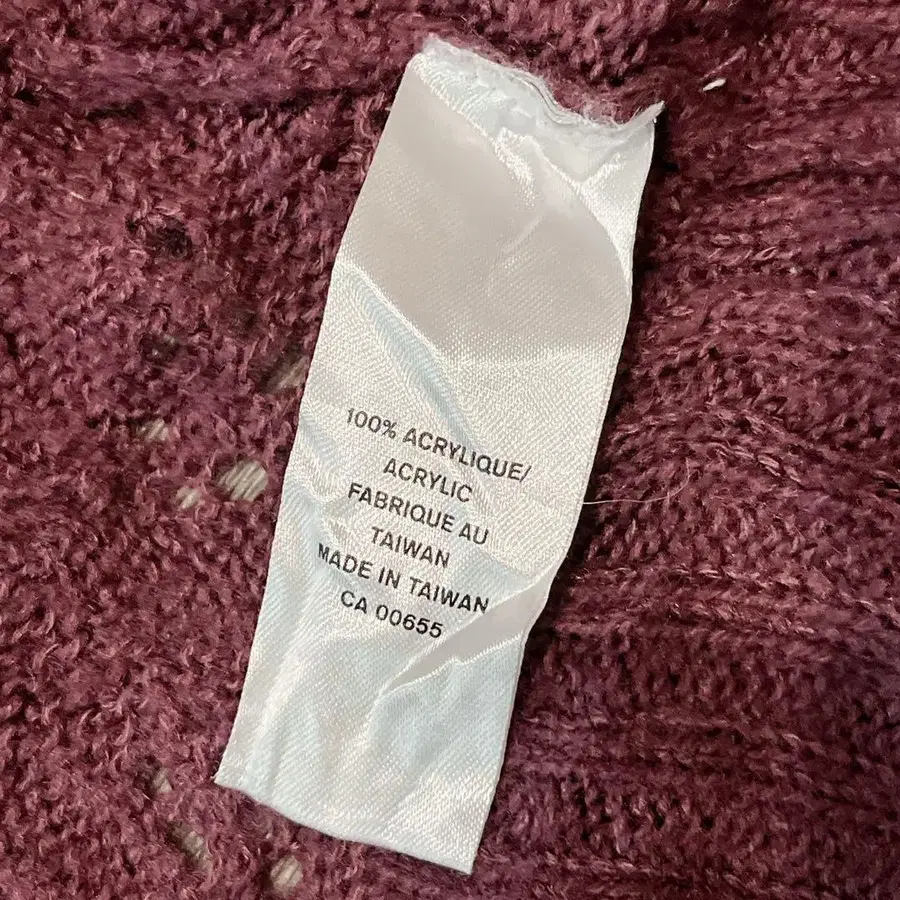 100% ACRYLIQUE/
ACRYLIC
FABRIQUE AU
TAIWAN
MADE IN TAIWAN
CA 00655